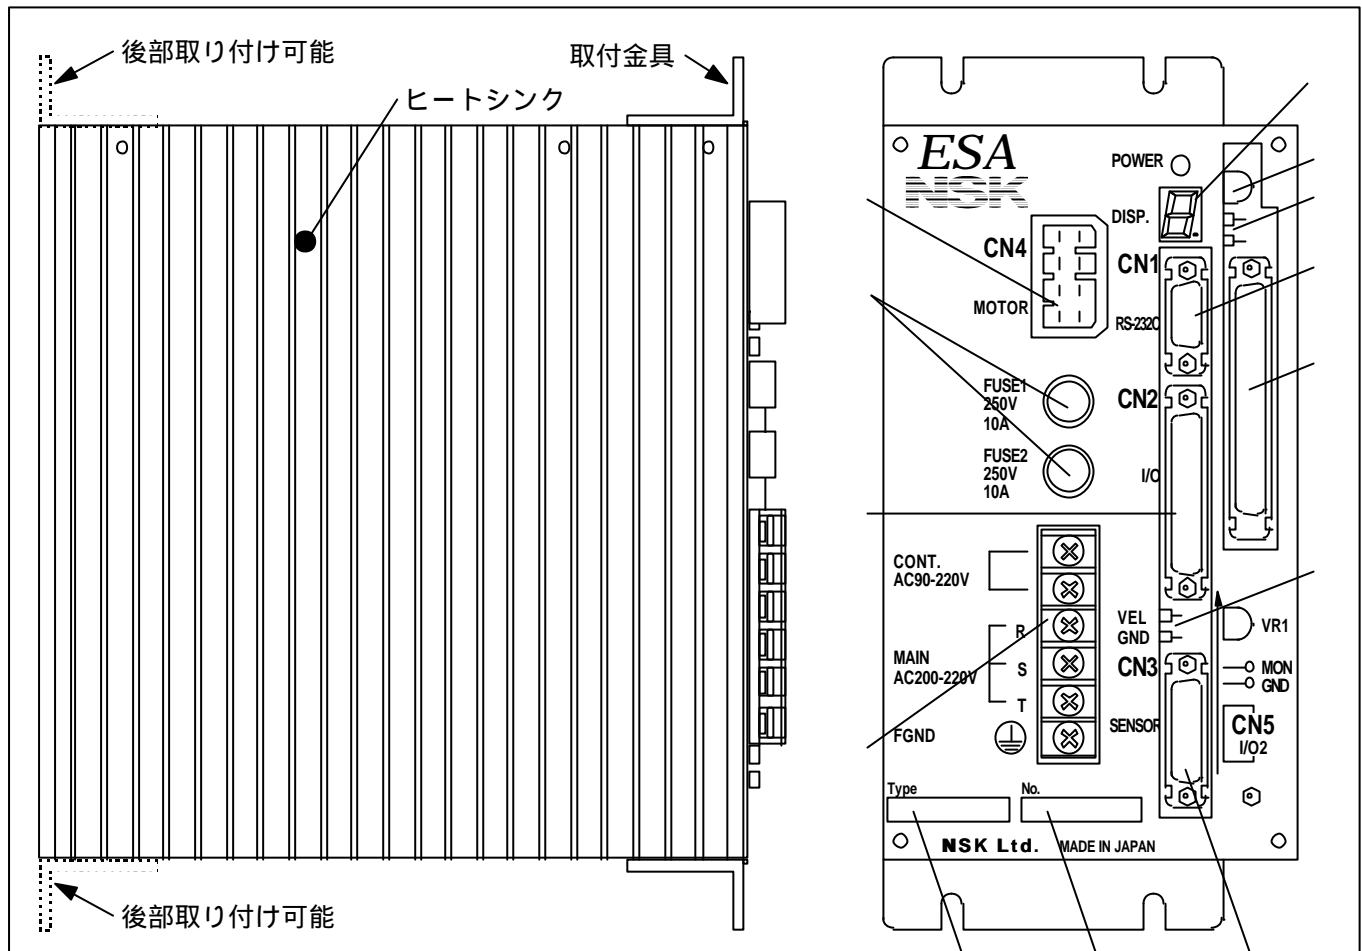 後部取り付け可能
取付金具
ヒートシンク
後部取り付け可能
ESA
NSK
POWER
DISP.
CN4
MOTOR
CN1
RS-232C
FUSE1
250V
10A
CN2
FUSE2
250V
10A
I/O
CONT.
AC90-220V
R
MAIN
AC200-220V
S
T
FGND
VEL
GND
VR1
CN3
MON
GND
SENSOR
CN5
I/O2
Type
No.
NSK Ltd.
MADE IN JAPAN